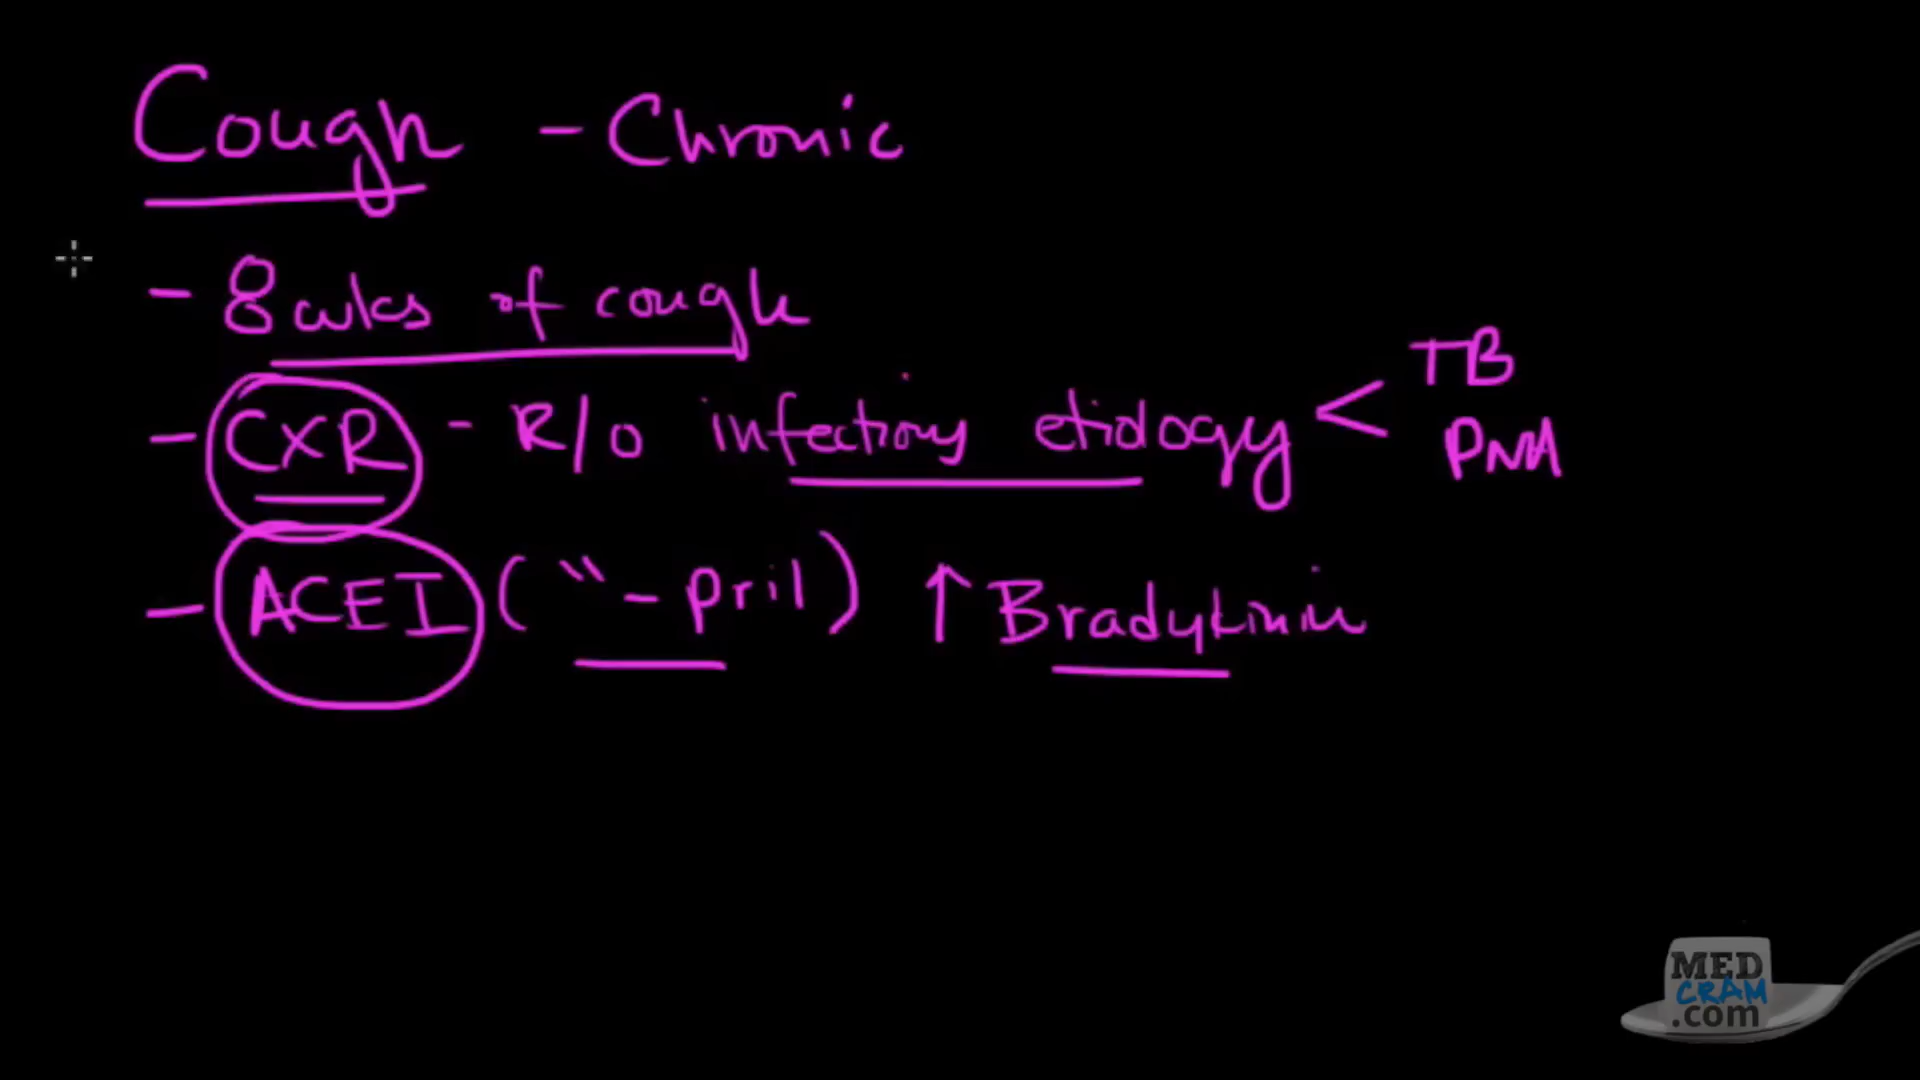 Cough - Chronic
- 8 wks of cough
- CXR - R/o infectious etiology < TB
PNA
- ACEI ( " - pril) ↑ Bradykinin
MED
CRAM
.com